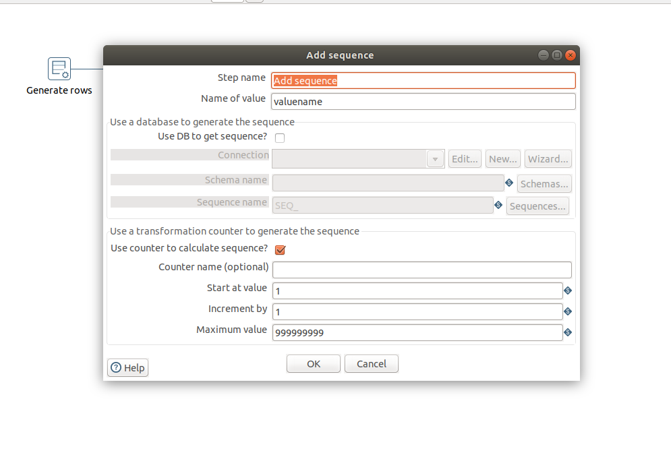 Add sequence
Generate rows
Step name Add sequence
Name of value valuename
Use a database to generate the sequence
Use DB to get sequence?
Connection Edit... New... Wizard...
Schema name Schemas...
Sequence name SEQ_ Sequences...
Use a transformation counter to generate the sequence
Use counter to calculate sequence?
Counter name (optional)
Start at value 1
Increment by 1
Maximum value 999999999
Help OK Cancel